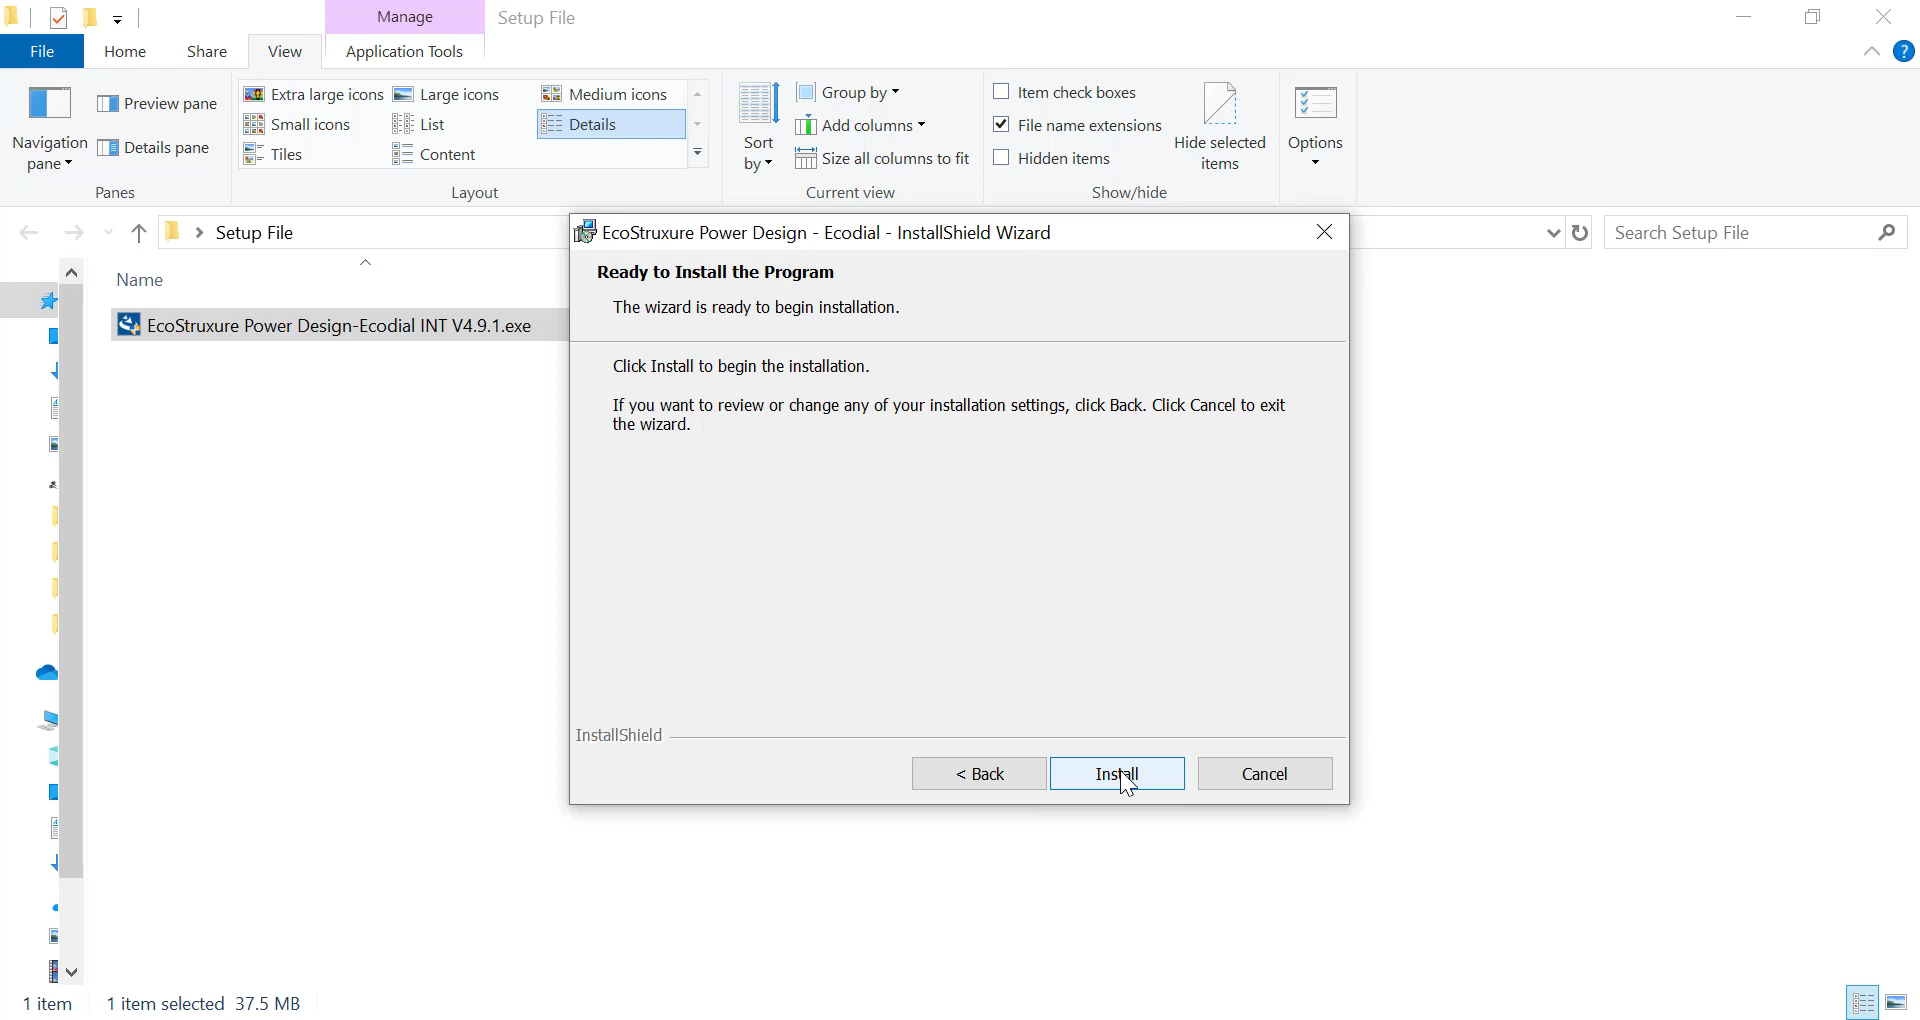 Manage
Setup File
File
Home
Share
View
Application Tools
Navigation
pane
Preview pane
Details pane
Panes
Extra large icons
Large icons
Medium icons
Small icons
List
Details
Tiles
Content
Layout
Sort
by
Group by
Add columns
Size all columns to fit
Current view
Item check boxes
File name extensions
Hidden items
Hide selected
items
Show/hide
Options
Setup File
Search Setup File
Name
EcoStruxure Power Design-Ecodial INT V4.9.1.exe
EcoStruxure Power Design - Ecodial - InstallShield Wizard
Ready to Install the Program
The wizard is ready to begin installation.
Click Install to begin the installation.
If you want to review or change any of your installation settings, click Back. Click Cancel to exit
the wizard.
InstallShield
< Back
Install
Cancel
1 item
1 item selected 37.5 MB